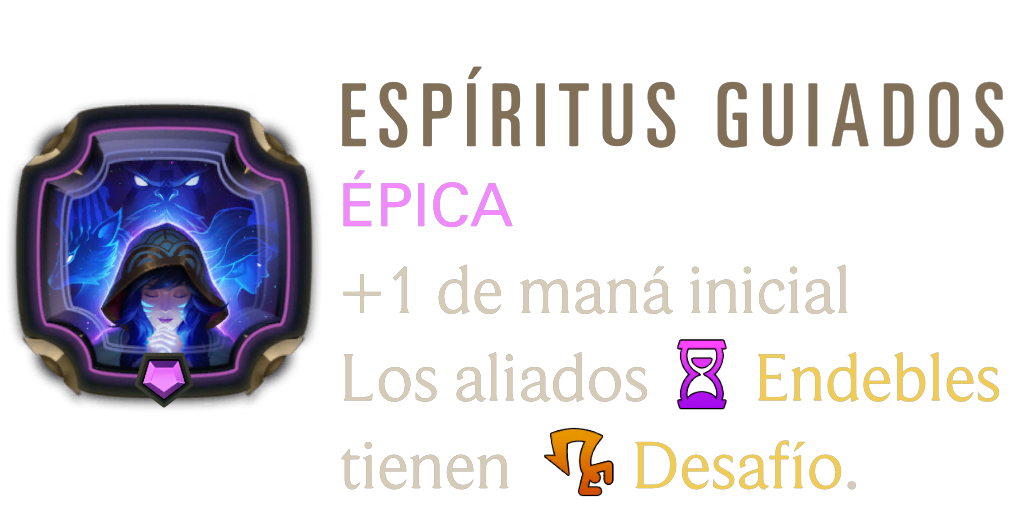 ESPÍRITUS GUIADOS
ÉPICA
+1 de maná inicial
Los aliados Endebles
tienen Desafío.